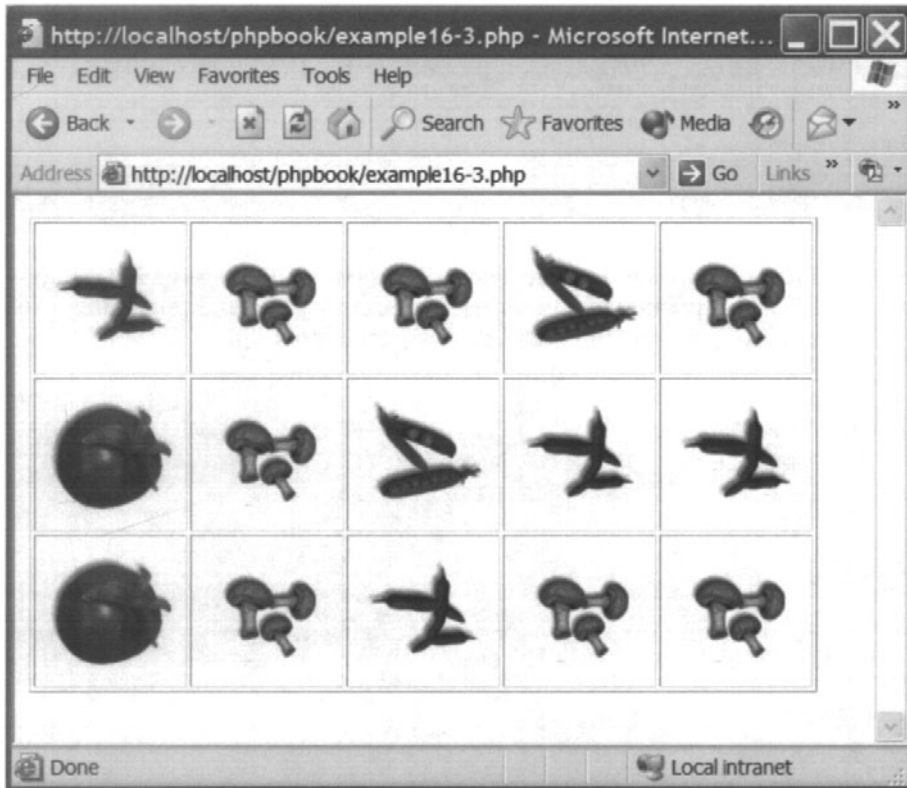 http://localhost/phpbook/example16-3.php - Microsoft Internet...
File Edit View Favorites Tools Help
Back Search Favorites Media »
Address http://localhost/phpbook/example16-3.php Go Links »
Done Local intranet